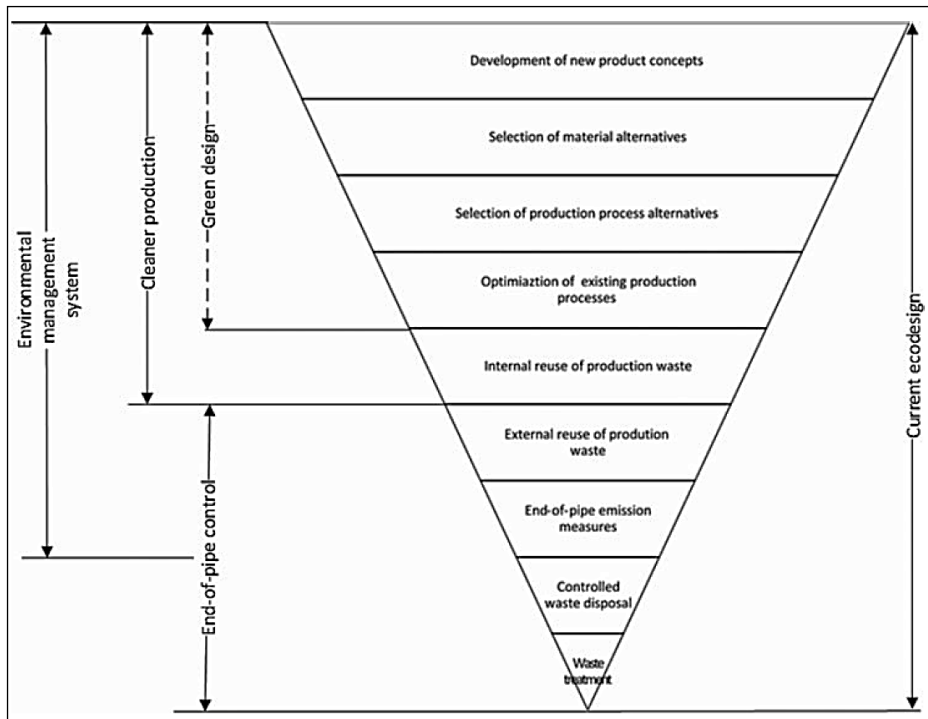 Development of new product concepts
Selection of material alternatives
Selection of production process alternatives
Optimiaztion of existing production
processes
Internal reuse of production waste
External reuse of prodution
waste
End-of-pipe emission
measures
Controlled
waste disposal
Waste
treatment
Environmental
management
system
Cleaner production
Green design
End-of-pipe control
Current ecodesign